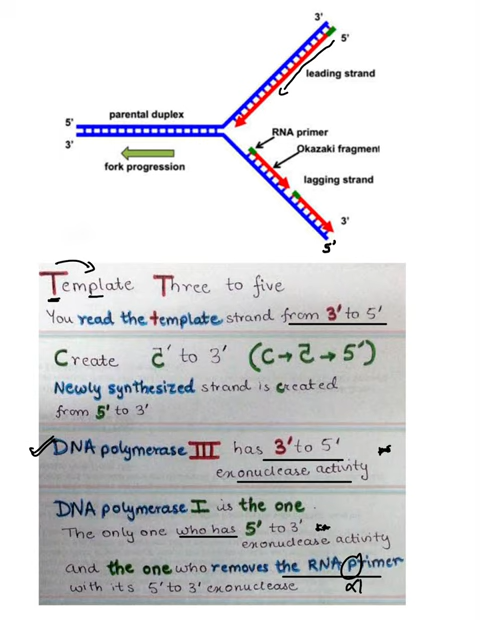 3'
5'
leading strand
parental duplex
5'
3'
RNA primer
Okazaki fragment
fork progression
lagging strand
3'
5'
Template Three to five
You read the template strand from 3' to 5'
Create 5' to 3' (C → 5 → 5')
Newly synthesized strand is created
from 5' to 3'
DNA polymerase III has 3' to 5'
exonuclease activity
DNA polymerase I is the one.
The only one who has 5' to 3'
exonuclease activity
and the one who removes the RNA primer
with its 5' to 3' exonuclease